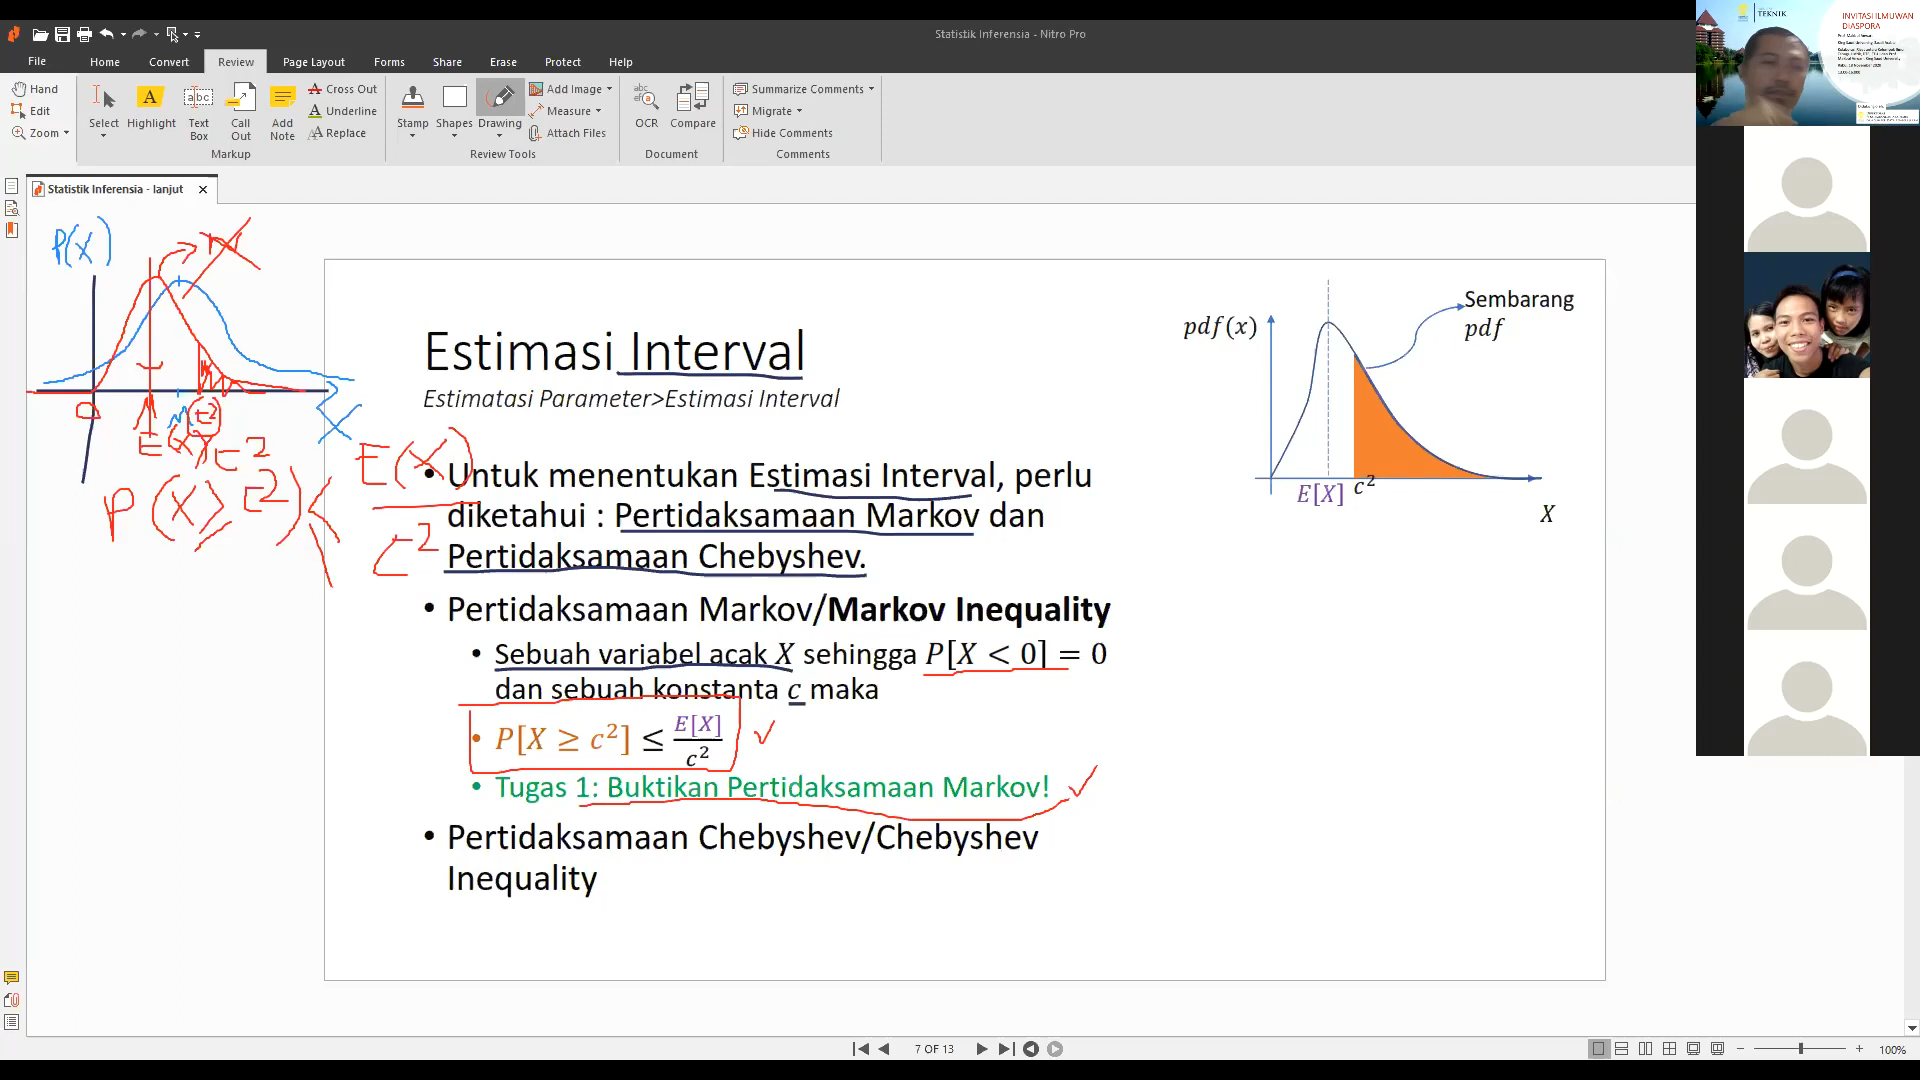 Statistik Inferensia - Nitro Pro
File Home Convert Review Page Layout Forms Share Erase Protect Help
Hand
Edit
Zoom
Select Highlight Text Box Call Out Add Note
Cross Out
Underline
Replace
Markup
Stamp Shapes Drawing
Add Image
Measure
Attach Files
Review Tools
OCR Compare
Document
Summarize Comments
Migrate
Hide Comments
Comments
Statistik Inferensia - lanjut
P(X)
N
0
E(X) c2
c2
X
P(X ≥ c2) ≤ E(X) / c2
Estimasi Interval
Estimatasi Parameter>Estimasi Interval
• Untuk menentukan Estimasi Interval, perlu
diketahui : Pertidaksamaan Markov dan
Pertidaksamaan Chebyshev.
• Pertidaksamaan Markov/Markov Inequality
• Sebuah variabel acak X sehingga P[X < 0] = 0
dan sebuah konstanta c maka
• P[X ≥ c²] ≤ E[X] / c²
• Tugas 1: Buktikan Pertidaksamaan Markov!
• Pertidaksamaan Chebyshev/Chebyshev
Inequality
pdf(x)
Sembarang
pdf
E[X] c²
X
TEKNIK
INVITASI ILMUWAN
DIASPORA
7 OF 13
100%